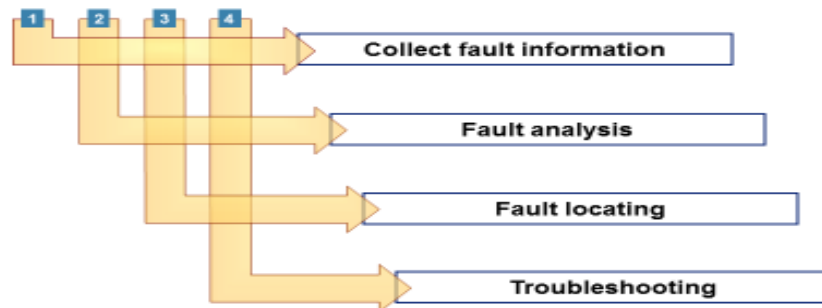 1 2 3 4
Collect fault information
Fault analysis
Fault locating
Troubleshooting